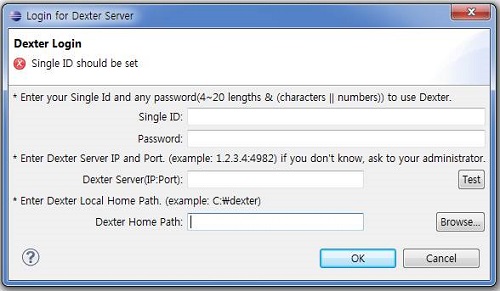 Login for Dexter Server
Dexter Login
Single ID should be set
* Enter your Single Id and any password(4~20 lengths & (characters || numbers)) to use Dexter.
Single ID:
Password:
* Enter Dexter Server IP and Port. (example: 1.2.3.4:4982) if you don't know, ask to your administrator.
Dexter Server(IP:Port):
Test
* Enter Dexter Local Home Path. (example: C:₩dexter)
Dexter Home Path:
Browse...
?
OK
Cancel